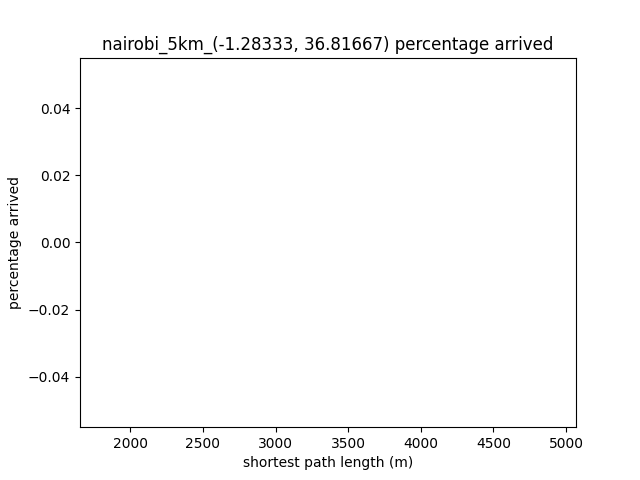 nairobi_5km_(-1.28333, 36.81667) percentage arrived
0.04
0.02
0.00
−0.02
−0.04
percentage arrived
2000 2500 3000 3500 4000 4500 5000
shortest path length (m)